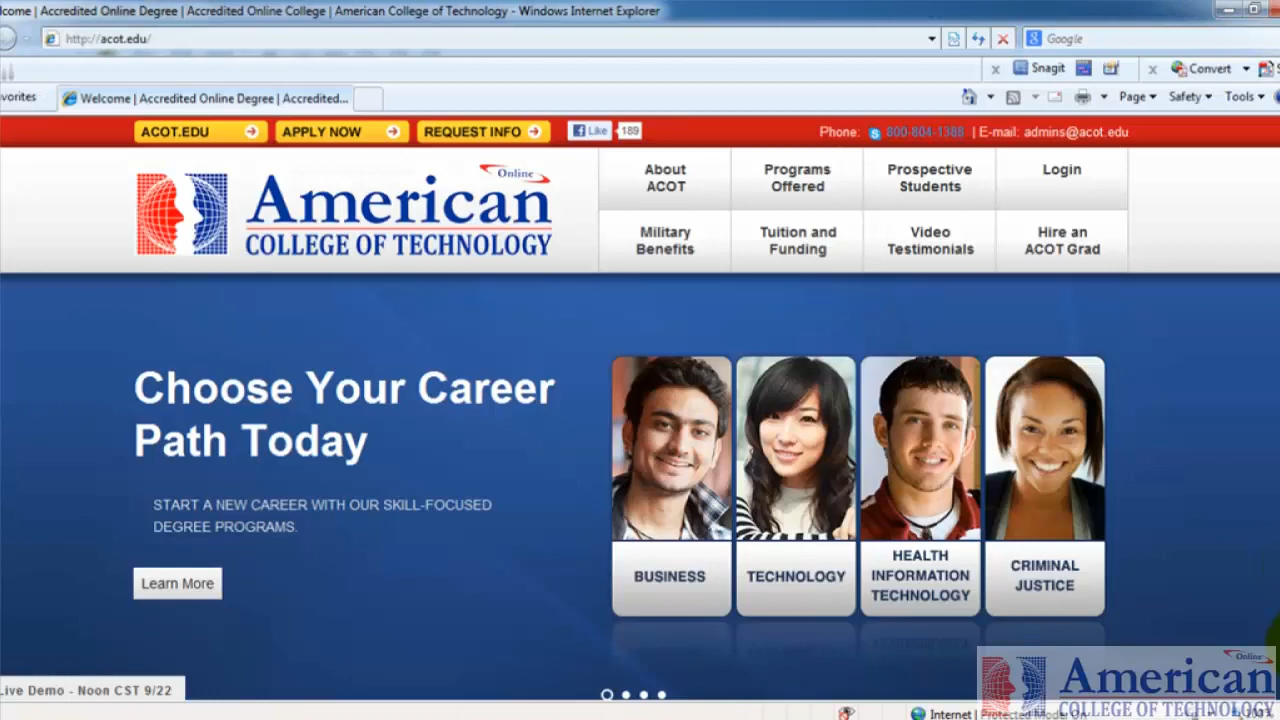 lcome | Accredited Online Degree | Accredited Online College | American College of Technology - Windows Internet Explorer
http://acot.edu/
Google
x Snagit x Convert
vorites Welcome | Accredited Online Degree | Accredited...
Page Safety Tools
ACOT.EDU APPLY NOW REQUEST INFO Like 189 Phone: 800-804-1388 | E-mail: admins@acot.edu
Online
American
COLLEGE OF TECHNOLOGY
About
ACOT
Programs
Offered
Prospective
Students
Login
Military
Benefits
Tuition and
Funding
Video
Testimonials
Hire an
ACOT Grad
Choose Your Career
Path Today
START A NEW CAREER WITH OUR SKILL-FOCUSED
DEGREE PROGRAMS.
Learn More
BUSINESS
TECHNOLOGY
HEALTH
INFORMATION
TECHNOLOGY
CRIMINAL
JUSTICE
Live Demo - Noon CST 9/22
Online
American
COLLEGE OF TECHNOLOGY
Internet | Protected Mode: On